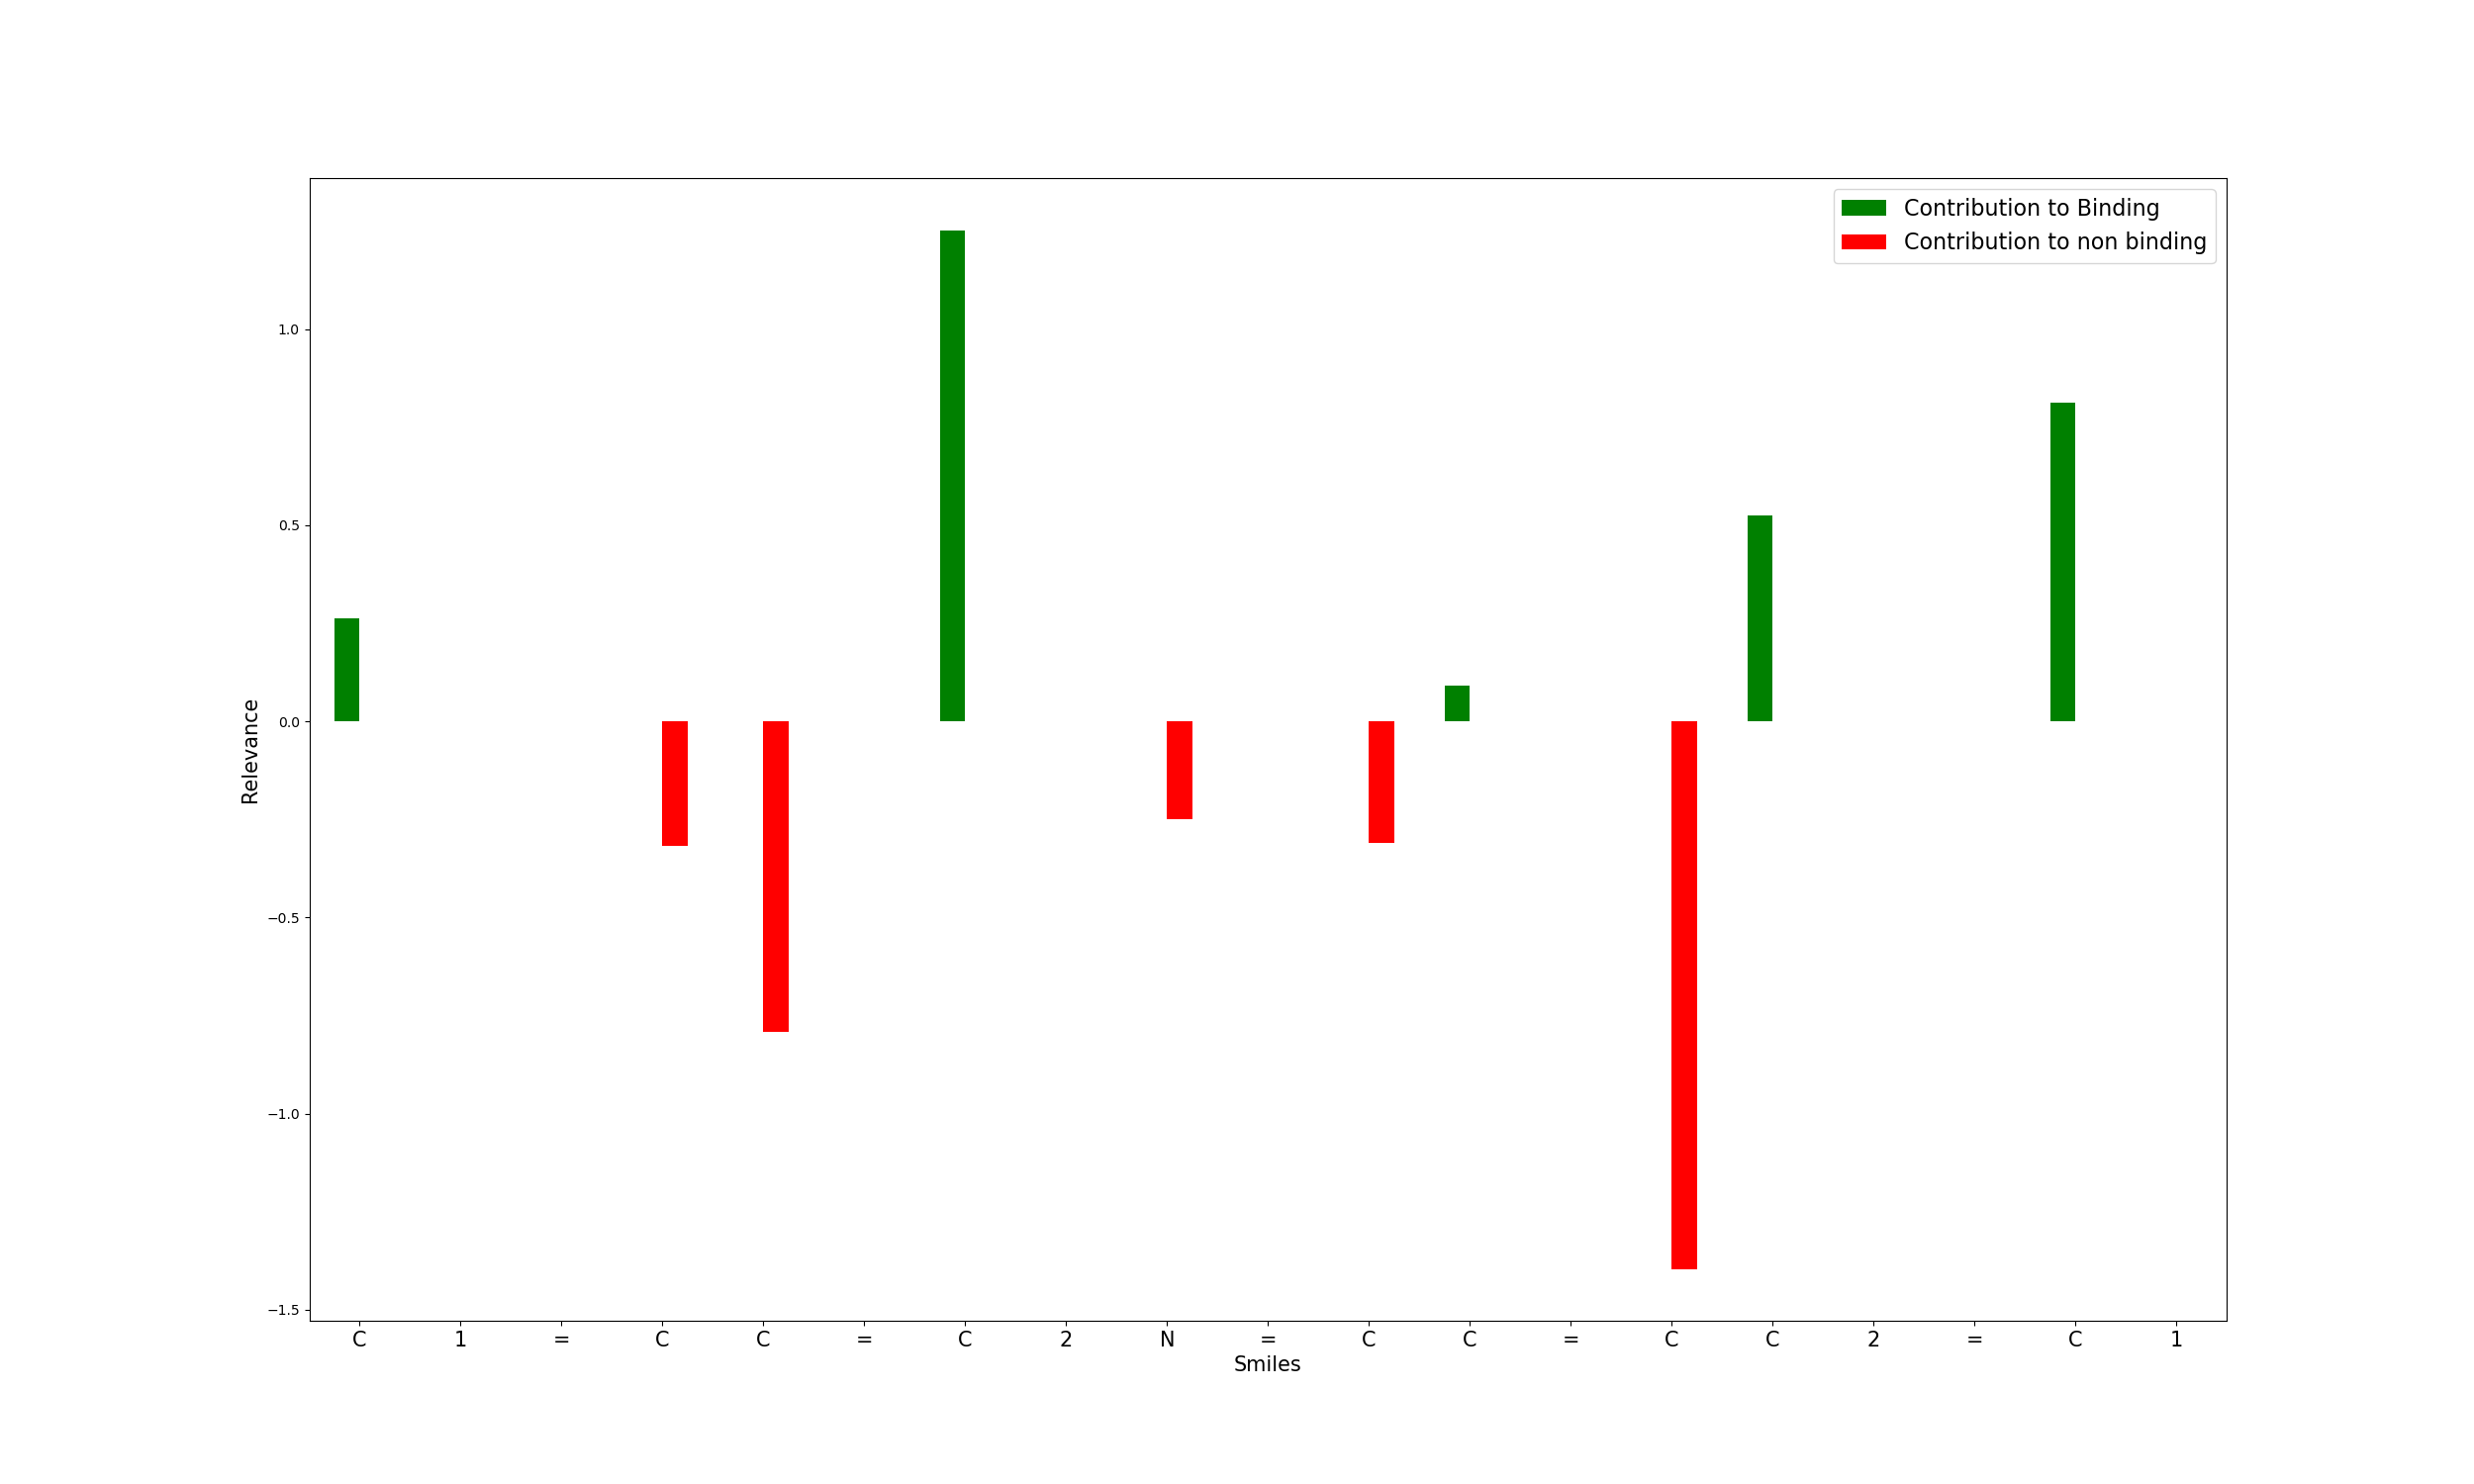 Contribution to Binding
Contribution to non binding
1.0
0.5
0.0
−0.5
−1.0
−1.5
Relevance
C 1 = C C = C 2 N = C C = C C 2 = C 1
Smiles